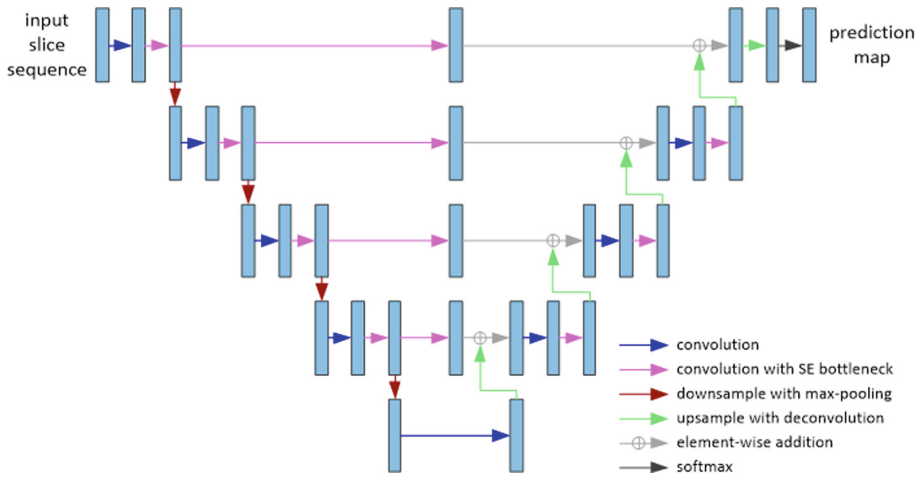 input
slice
sequence
prediction
map
convolution
convolution with SE bottleneck
downsample with max-pooling
upsample with deconvolution
element-wise addition
softmax